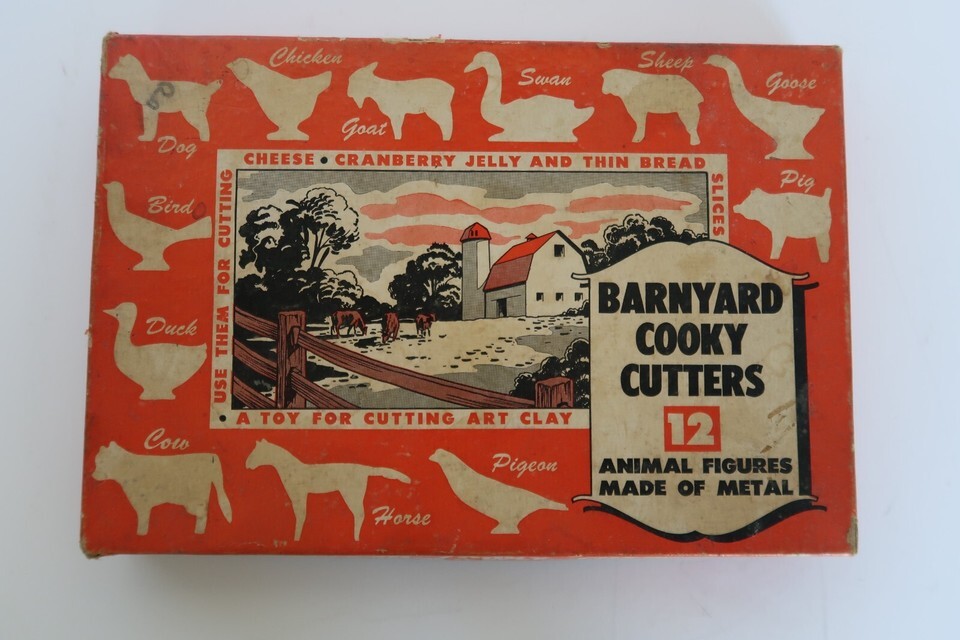 Dog
Chicken
Goat
Swan
Sheep
Goose
Bird
Pig
Duck
Cow
Horse
Pigeon
USE THEM FOR CUTTING
CHEESE • CRANBERRY JELLY AND THIN BREAD
SLICES
• A TOY FOR CUTTING ART CLAY
BARNYARD
COOKY
CUTTERS
12
ANIMAL FIGURES
MADE OF METAL